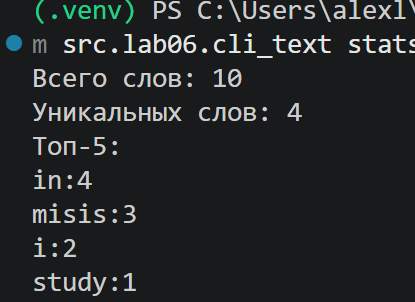 (.venv) PS C:\Users\alexl\
m src.lab06.cli_text stats
Всего слов: 10
Уникальных слов: 4
Топ-5:
in:4
misis:3
i:2
study:1